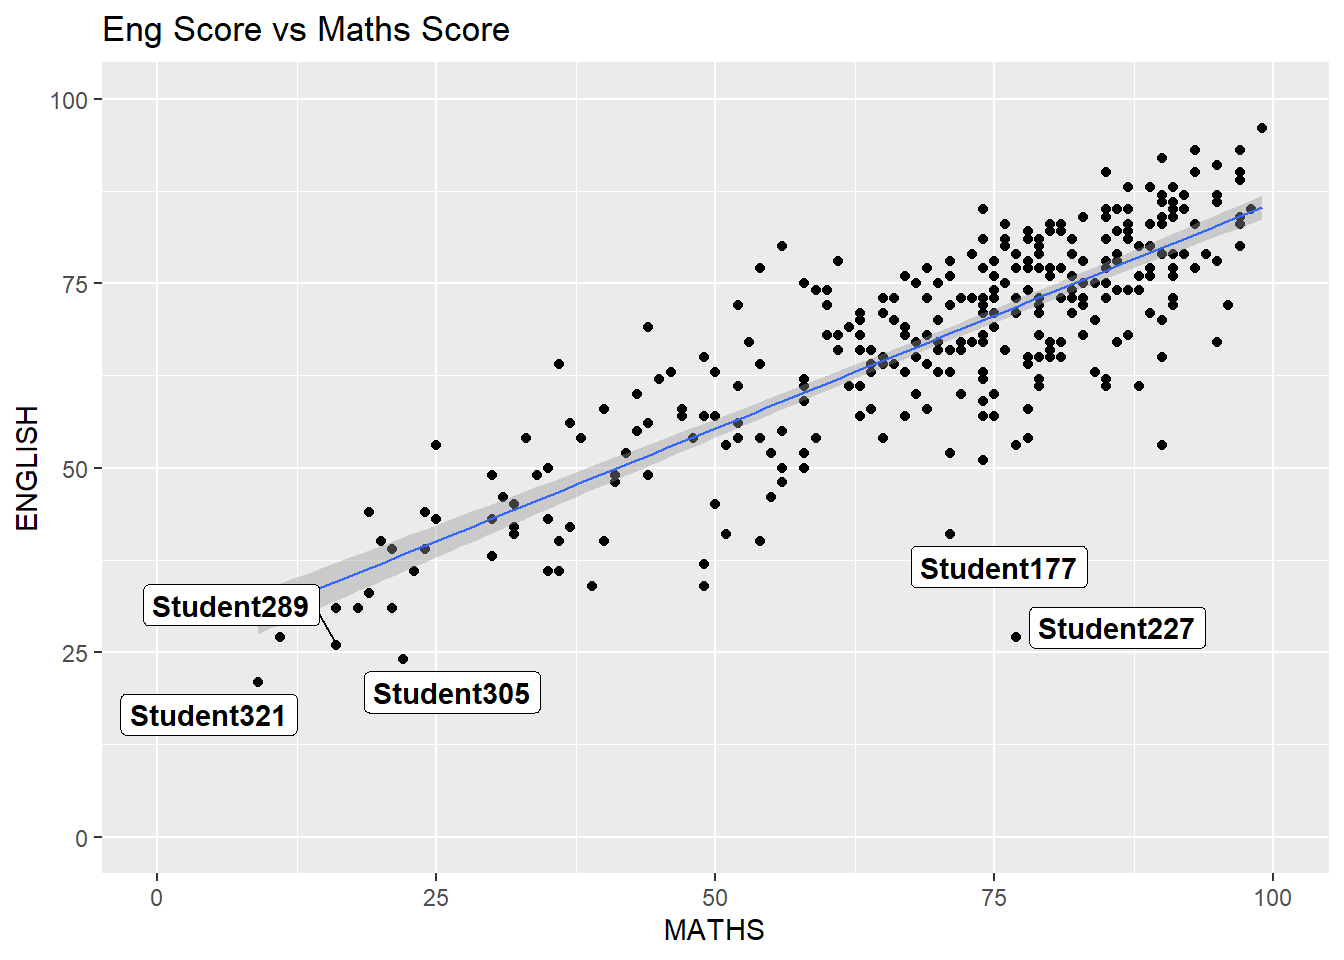 Eng Score vs Maths Score
100
75
50
25
0
ENGLISH
Student177
Student289
Student227
Student305
Student321
0
25
50
75
100
MATHS